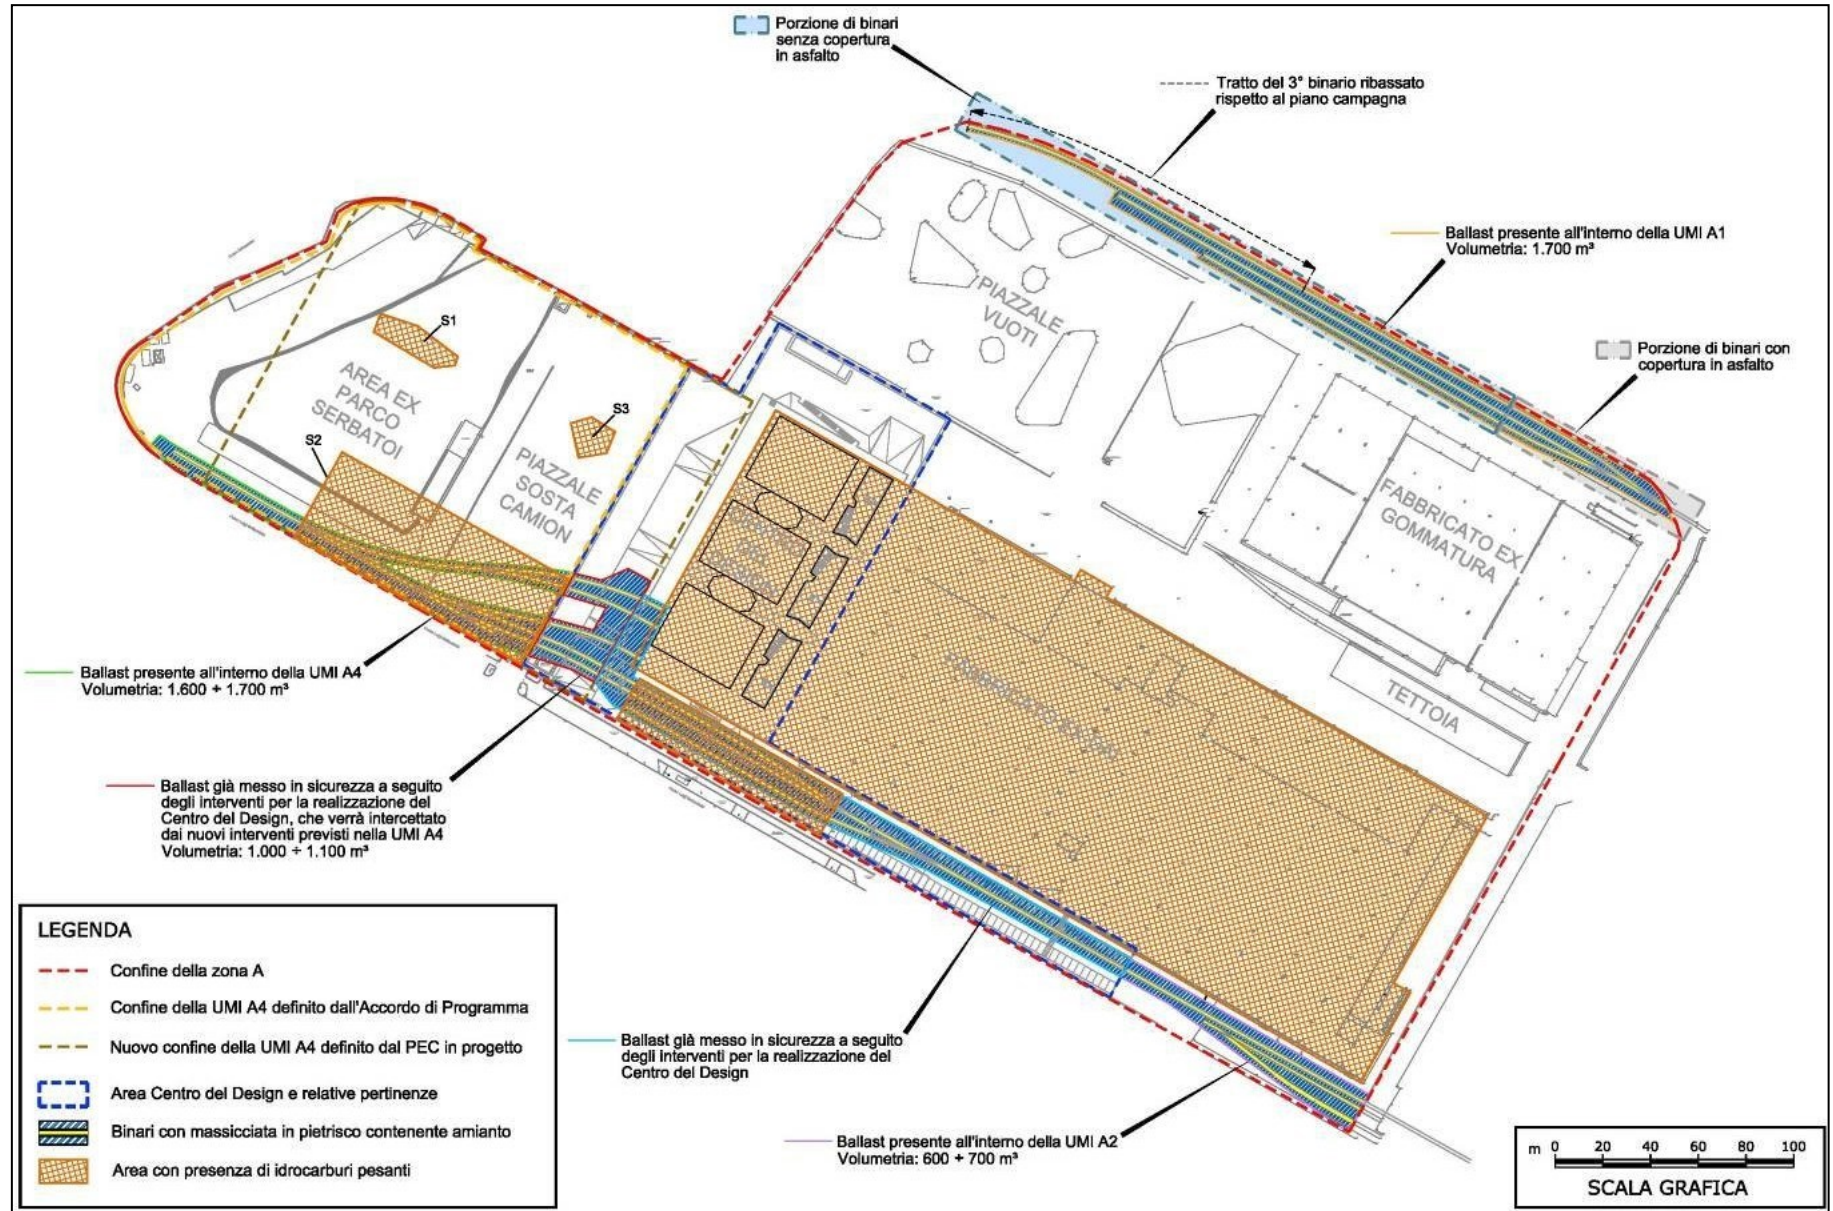 Porzione di binari
senza copertura
in asfalto
Tratto del 3° binario ribassato
rispetto al piano campagna
Ballast presente all'interno della UMI A1
Volumetria: 1.700 m³
Porzione di binari con
copertura in asfalto
PIAZZALE
VUOTI
S1
AREA EX
PARCO
SERBATOI
S3
S2
PIAZZALE
SOSTA
CAMION
FABBRICATO EX
GOMMATURA
TETTOIA
Ballast presente all'interno della UMI A4
Volumetria: 1.600 ÷ 1.700 m³
Ballast già messo in sicurezza a seguito
degli interventi per la realizzazione del
Centro del Design, che verrà intercettato
dai nuovi interventi previsti nella UMI A4
Volumetria: 1.000 ÷ 1.100 m³
Ballast già messo in sicurezza a seguito
degli interventi per la realizzazione del
Centro del Design
Ballast presente all'interno della UMI A2
Volumetria: 600 ÷ 700 m³
LEGENDA
Confine della zona A
Confine della UMI A4 definito dall'Accordo di Programma
Nuovo confine della UMI A4 definito dal PEC in progetto
Area Centro del Design e relative pertinenze
Binari con massicciata in pietrisco contenente amianto
Area con presenza di idrocarburi pesanti
m 0 20 40 60 80 100
SCALA GRAFICA